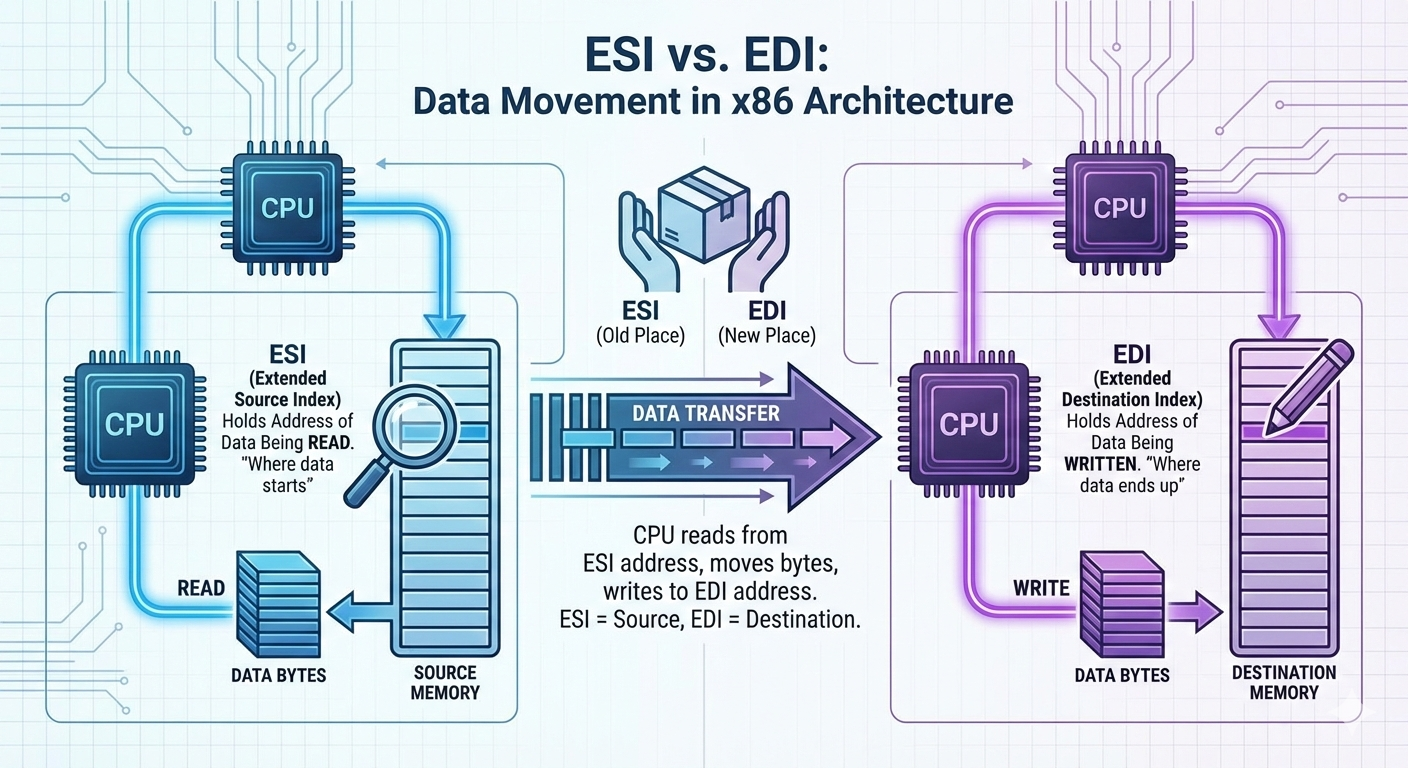 ESI vs. EDI:
Data Movement in x86 Architecture
CPU
CPU
ESI
(Old Place)
EDI
(New Place)
CPU
ESI
(Extended
Source Index)
Holds Address of
Data Being READ.
"Where data
starts"
READ
DATA BYTES
SOURCE
MEMORY
DATA TRANSFER
CPU reads from
ESI address, moves bytes,
writes to EDI address.
ESI = Source, EDI = Destination.
CPU
EDI
(Extended
Destination Index)
Holds Address of
Data Being
WRITTEN. "Where
data ends up"
WRITE
DATA BYTES
DESTINATION
MEMORY